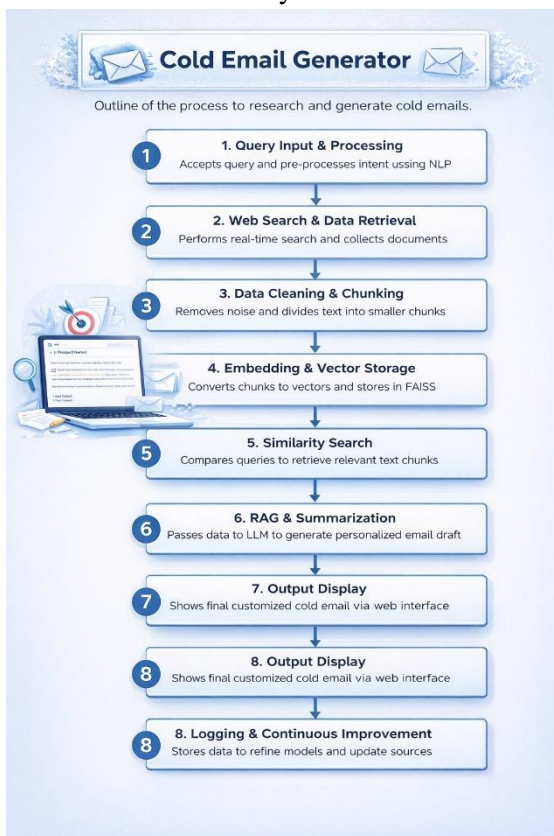 Cold Email Generator
Outline of the process to research and generate cold emails.
1
1. Query Input & Processing
Accepts query and pre-processes intent ussing NLP
2
2. Web Search & Data Retrieval
Performs real-time search and collects documents
3
3. Data Cleaning & Chunking
Removes noise and divides text into smaller chunks
4. Embedding & Vector Storage
Converts chunks to vectors and stores in FAISS
5
5. Similarity Search
Compares queries to retrieve relevant text chunks
6
6. RAG & Summarization
Passes data to LLM to generate personalized email draft
7
7. Output Display
Shows final customized cold email via web interface
8
8. Output Display
Shows final customized cold email via web interface
8
8. Logging & Continuous Improvement
Stores data to refine models and update sources